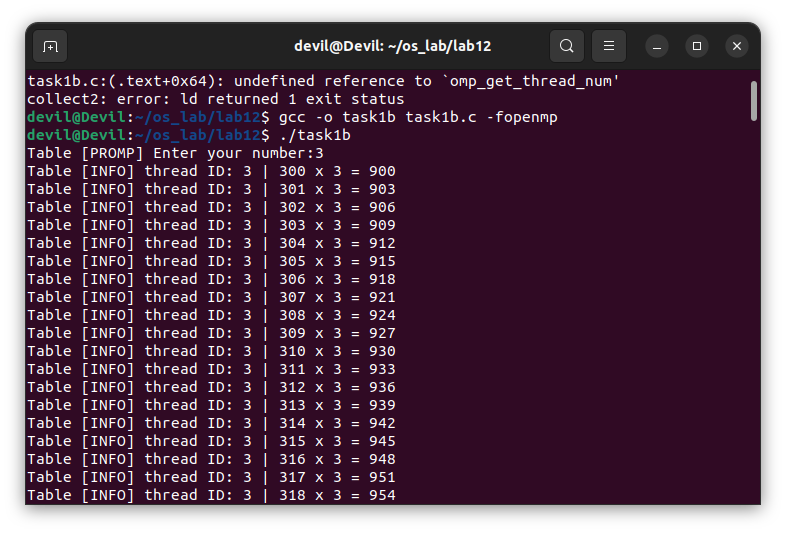 devil@Devil: ~/os_lab/lab12
task1b.c:(.text+0x64): undefined reference to `omp_get_thread_num'
collect2: error: ld returned 1 exit status
devil@Devil:~/os_lab/lab12$ gcc -o task1b task1b.c -fopenmp
devil@Devil:~/os_lab/lab12$ ./task1b
Table [PROMP] Enter your number:3
Table [INFO] thread ID: 3 | 300 x 3 = 900
Table [INFO] thread ID: 3 | 301 x 3 = 903
Table [INFO] thread ID: 3 | 302 x 3 = 906
Table [INFO] thread ID: 3 | 303 x 3 = 909
Table [INFO] thread ID: 3 | 304 x 3 = 912
Table [INFO] thread ID: 3 | 305 x 3 = 915
Table [INFO] thread ID: 3 | 306 x 3 = 918
Table [INFO] thread ID: 3 | 307 x 3 = 921
Table [INFO] thread ID: 3 | 308 x 3 = 924
Table [INFO] thread ID: 3 | 309 x 3 = 927
Table [INFO] thread ID: 3 | 310 x 3 = 930
Table [INFO] thread ID: 3 | 311 x 3 = 933
Table [INFO] thread ID: 3 | 312 x 3 = 936
Table [INFO] thread ID: 3 | 313 x 3 = 939
Table [INFO] thread ID: 3 | 314 x 3 = 942
Table [INFO] thread ID: 3 | 315 x 3 = 945
Table [INFO] thread ID: 3 | 316 x 3 = 948
Table [INFO] thread ID: 3 | 317 x 3 = 951
Table [INFO] thread ID: 3 | 318 x 3 = 954